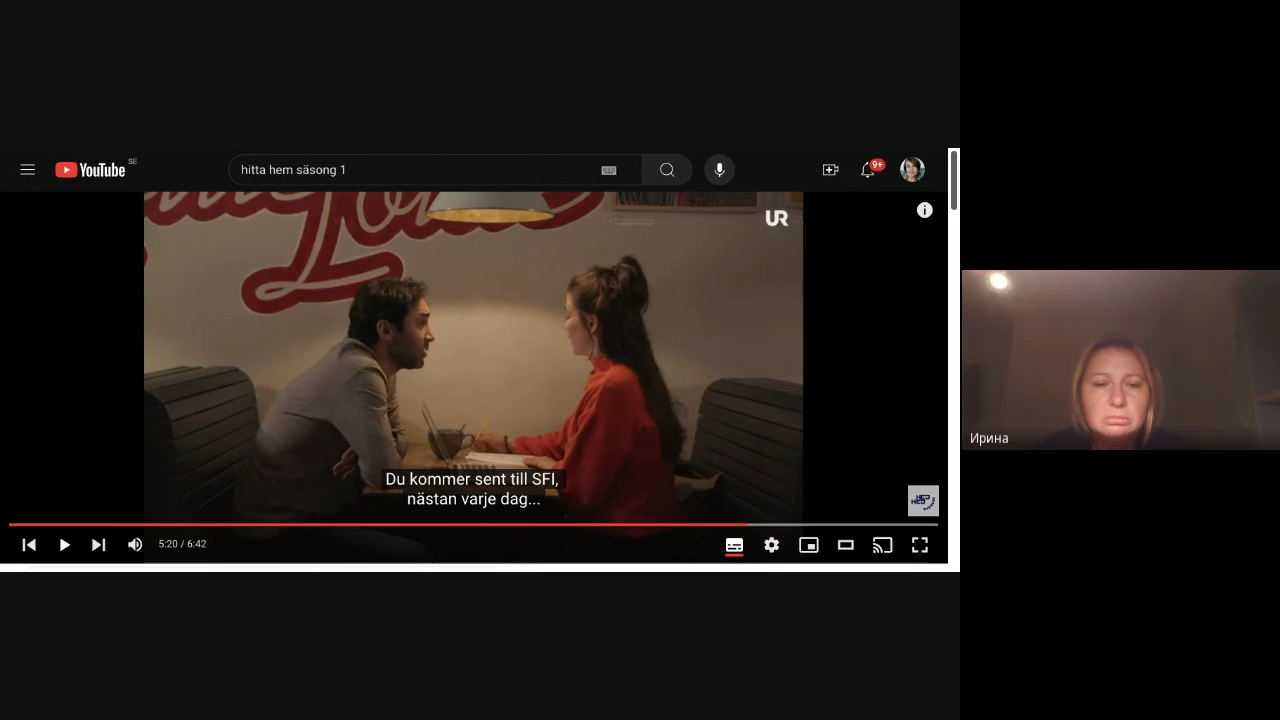 YouTube
SE
hitta hem säsong 1
9+
UR
Du kommer sent till SFI,
nästan varje dag...
5:20 / 6:42
Ирина